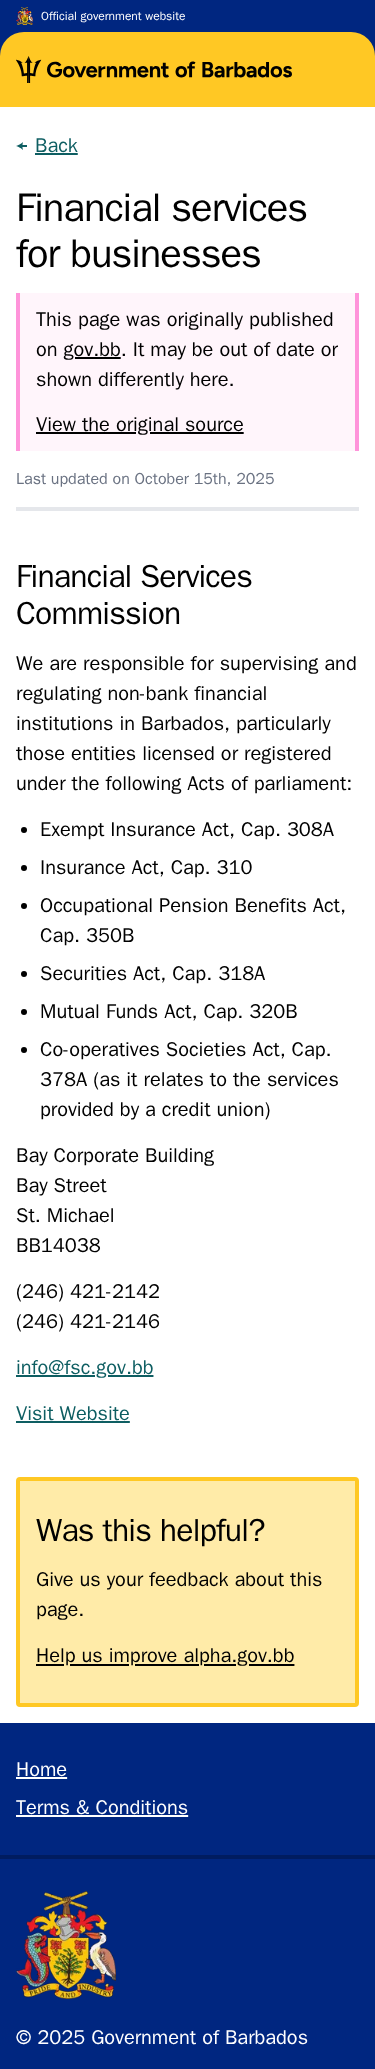 Official government website
Government of Barbados
← Back
Financial services
for businesses
This page was originally published
on gov.bb. It may be out of date or
shown differently here.
View the original source
Last updated on October 15th, 2025
Financial Services
Commission
We are responsible for supervising and
regulating non-bank financial
institutions in Barbados, particularly
those entities licensed or registered
under the following Acts of parliament:
• Exempt Insurance Act, Cap. 308A
• Insurance Act, Cap. 310
• Occupational Pension Benefits Act,
Cap. 350B
• Securities Act, Cap. 318A
• Mutual Funds Act, Cap. 320B
• Co-operatives Societies Act, Cap.
378A (as it relates to the services
provided by a credit union)
Bay Corporate Building
Bay Street
St. Michael
BB14038
(246) 421-2142
(246) 421-2146
info@fsc.gov.bb
Visit Website
Was this helpful?
Give us your feedback about this
page.
Help us improve alpha.gov.bb
Home
Terms & Conditions
PRIDE AND INDUSTRY
© 2025 Government of Barbados